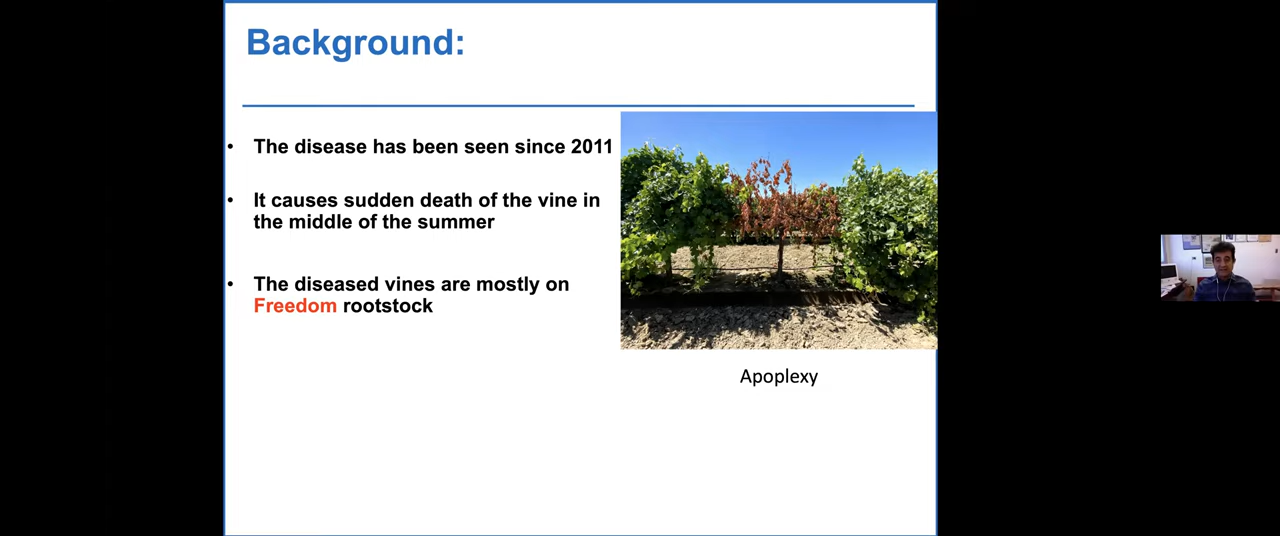 Background:
• The disease has been seen since 2011
• It causes sudden death of the vine in
the middle of the summer
• The diseased vines are mostly on
Freedom rootstock
Apoplexy